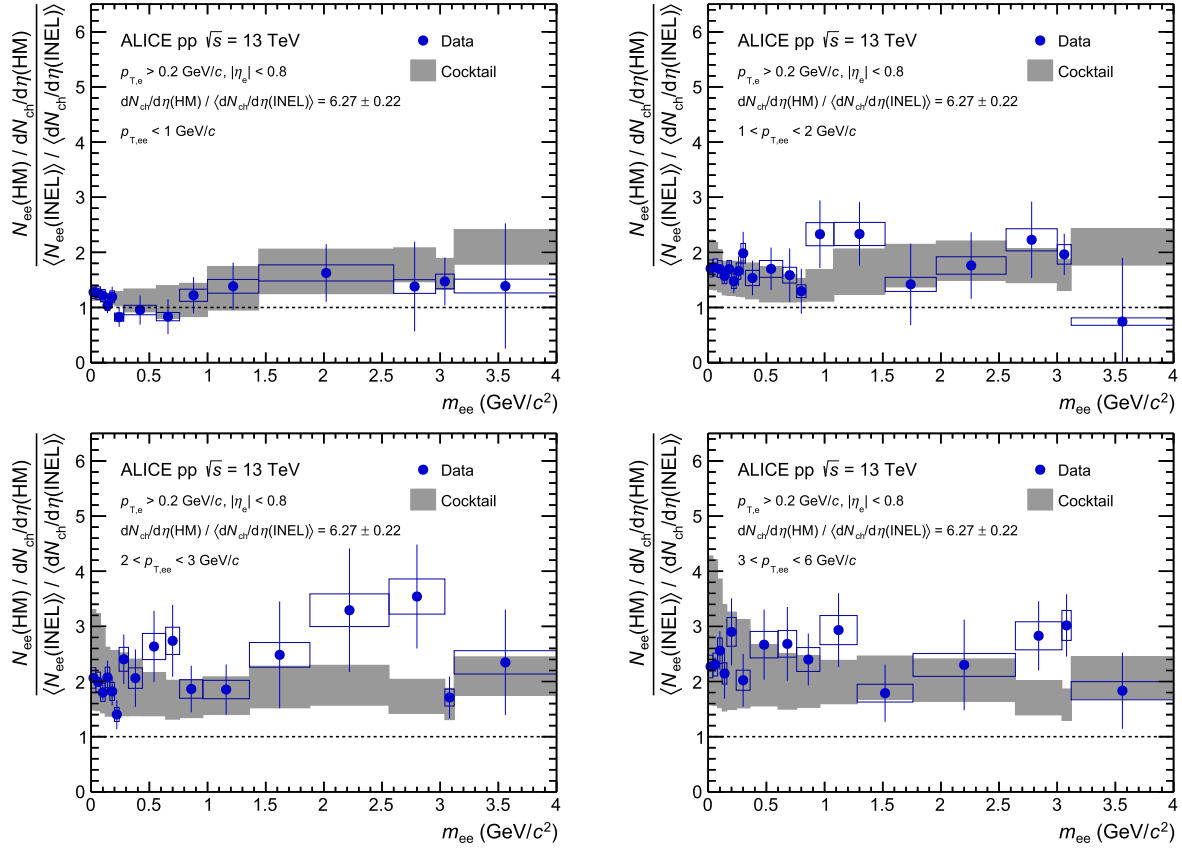 N_ee(HM) / dN_ch/dη(HM)
⟨N_ee(INEL)⟩ / ⟨dN_ch/dη(INEL)⟩
ALICE pp √s = 13 TeV
p_T,e > 0.2 GeV/c, |η_e| < 0.8
dN_ch/dη(HM) / ⟨dN_ch/dη(INEL)⟩ = 6.27 ± 0.22
p_T,ee < 1 GeV/c
Data
Cocktail
6
5
4
3
2
1
0
0 0.5 1 1.5 2 2.5 3 3.5 4
m_ee (GeV/c²)
N_ee(HM) / dN_ch/dη(HM)
⟨N_ee(INEL)⟩ / ⟨dN_ch/dη(INEL)⟩
ALICE pp √s = 13 TeV
p_T,e > 0.2 GeV/c, |η_e| < 0.8
dN_ch/dη(HM) / ⟨dN_ch/dη(INEL)⟩ = 6.27 ± 0.22
1 < p_T,ee < 2 GeV/c
Data
Cocktail
6
5
4
3
2
1
0
0 0.5 1 1.5 2 2.5 3 3.5 4
m_ee (GeV/c²)
N_ee(HM) / dN_ch/dη(HM)
⟨N_ee(INEL)⟩ / ⟨dN_ch/dη(INEL)⟩
ALICE pp √s = 13 TeV
p_T,e > 0.2 GeV/c, |η_e| < 0.8
dN_ch/dη(HM) / ⟨dN_ch/dη(INEL)⟩ = 6.27 ± 0.22
2 < p_T,ee < 3 GeV/c
Data
Cocktail
6
5
4
3
2
1
0
0 0.5 1 1.5 2 2.5 3 3.5 4
m_ee (GeV/c²)
N_ee(HM) / dN_ch/dη(HM)
⟨N_ee(INEL)⟩ / ⟨dN_ch/dη(INEL)⟩
ALICE pp √s = 13 TeV
p_T,e > 0.2 GeV/c, |η_e| < 0.8
dN_ch/dη(HM) / ⟨dN_ch/dη(INEL)⟩ = 6.27 ± 0.22
3 < p_T,ee < 6 GeV/c
Data
Cocktail
6
5
4
3
2
1
0
0 0.5 1 1.5 2 2.5 3 3.5 4
m_ee (GeV/c²)